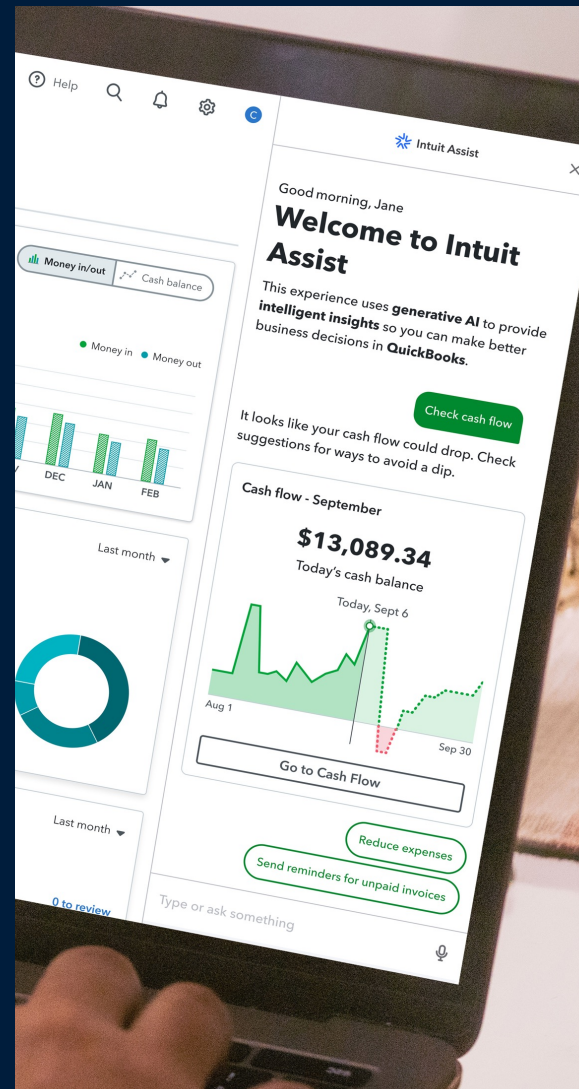 Help
C
Intuit Assist
Good morning, Jane
Welcome to Intuit
Assist
This experience uses generative AI to provide
intelligent insights so you can make better
business decisions in QuickBooks.
Money in/out
Cash balance
Money in
Money out
DEC
JAN
FEB
Check cash flow
It looks like your cash flow could drop. Check
suggestions for ways to avoid a dip.
Cash flow - September
$13,089.34
Today's cash balance
Today, Sept 6
Aug 1
Sep 30
Go to Cash Flow
Last month
Last month
0 to review
Reduce expenses
Send reminders for unpaid invoices
Type or ask something